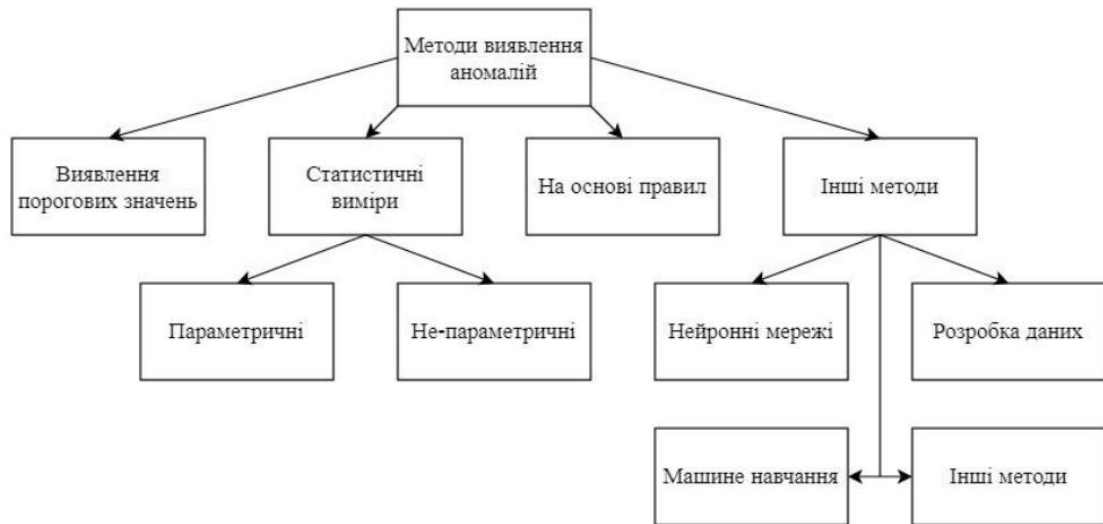 Методи виявлення
аномалій
Виявлення
порогових значень
Статистичні
виміри
На основі правил
Інші методи
Параметричні
Не-параметричні
Нейронні мережі
Розробка даних
Машине навчання
Інші методи